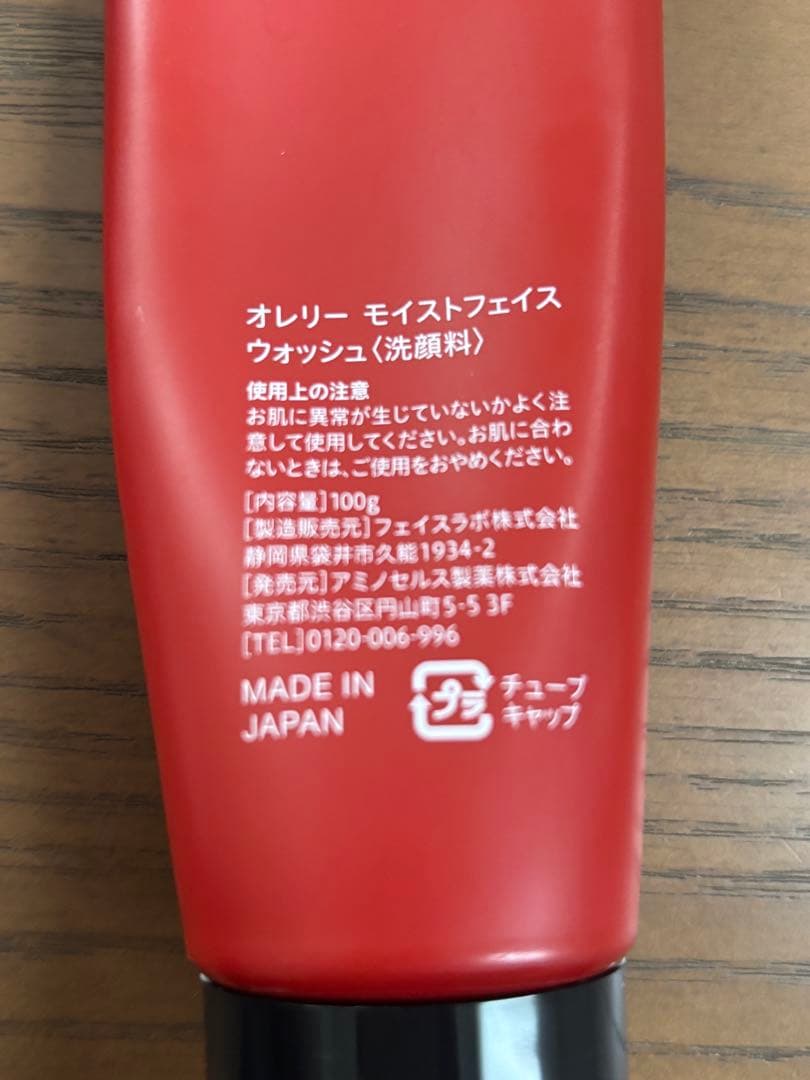 オレリー モイストフェイス
ウォッシュ〈洗顔料〉
使用上の注意
お肌に異常が生じていないかよく注
意して使用してください。お肌に合わ
ないときは、ご使用をおやめください。
[内容量]100g
[製造販売元]フェイスラボ株式会社
静岡県袋井市久能1934-2
[発売元]アミノセルス製薬株式会社
東京都渋谷区円山町5-5 3F
[TEL]0120-006-996
MADE IN
JAPAN
プラ
チューブ
キャップ